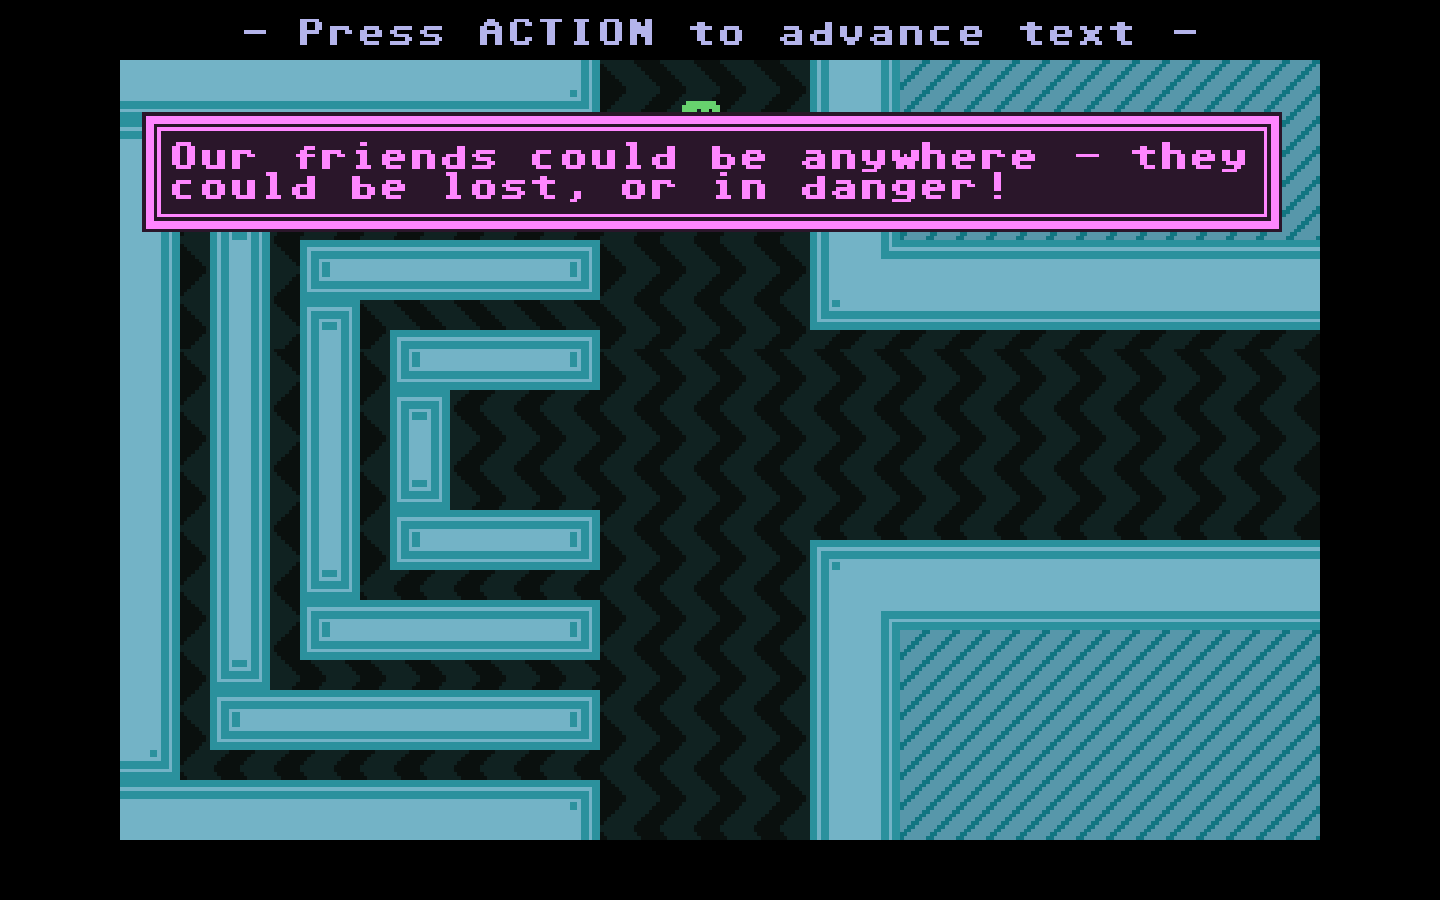 - Press ACTION to advance text -
Our friends could be anywhere - they
could be lost, or in danger!